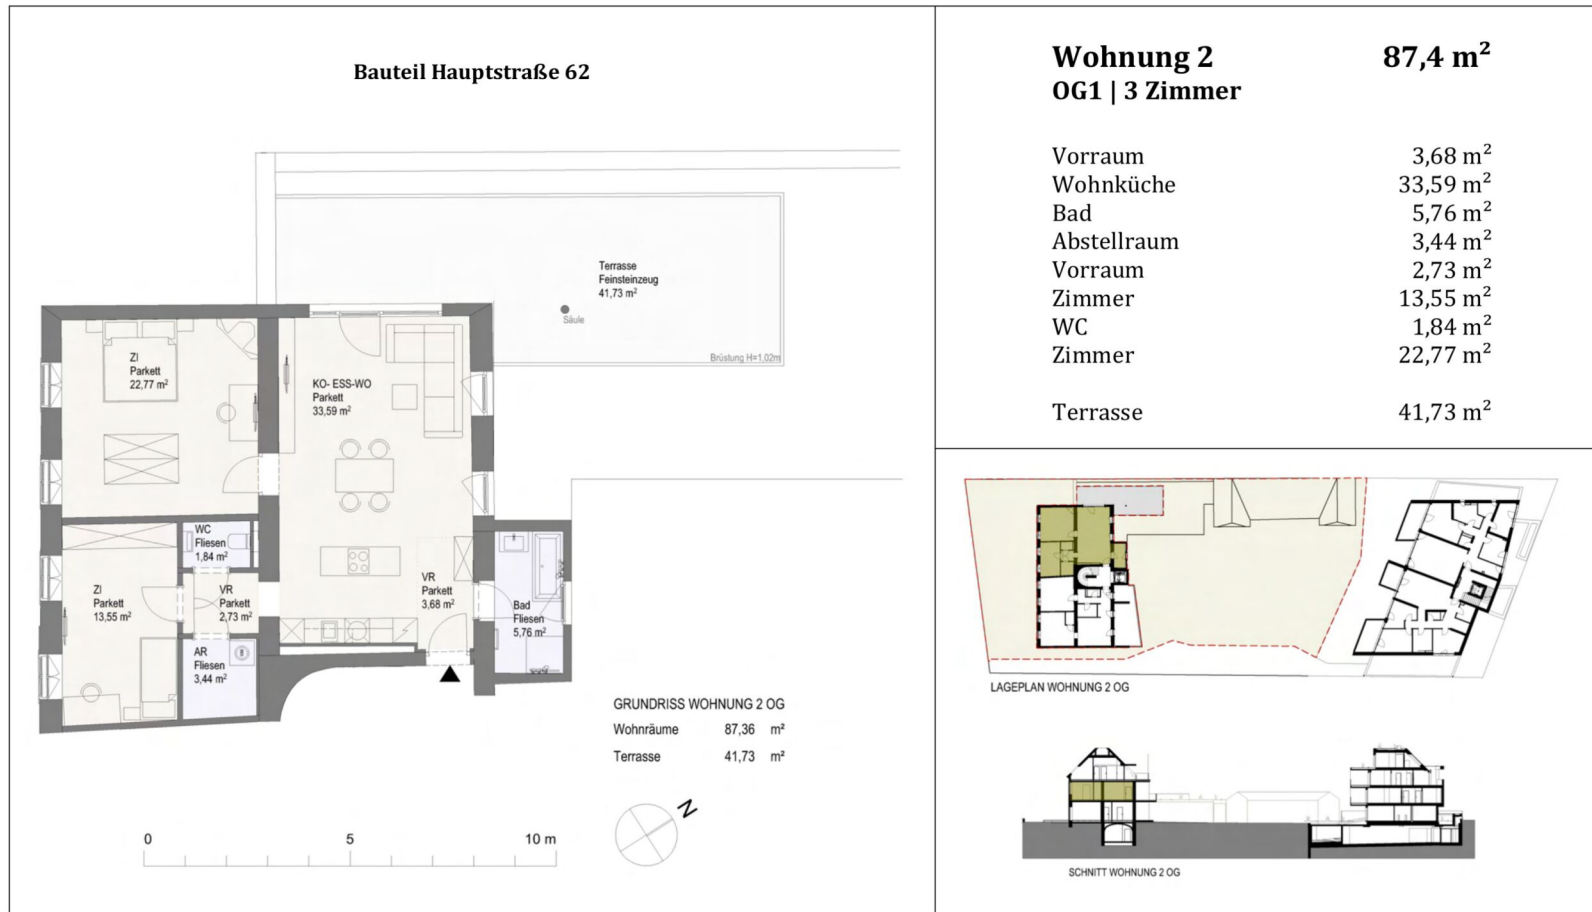 Bauteil Hauptstraße 62
Terrasse
Feinsteinzeug
41,73 m²
Säule
Brüstung H=1,02m
ZI
Parkett
22,77 m²
KO- ESS-WO
Parkett
33,59 m²
WC
Fliesen
1,84 m²
ZI
Parkett
13,55 m²
VR
Parkett
2,73 m²
VR
Parkett
3,68 m²
Bad
Fliesen
5,76 m²
AR
Fliesen
3,44 m²
GRUNDRISS WOHNUNG 2 OG
Wohnräume 87,36 m²
Terrasse 41,73 m²
N
0 5 10 m
Wohnung 2 87,4 m²
OG1 | 3 Zimmer
Vorraum 3,68 m²
Wohnküche 33,59 m²
Bad 5,76 m²
Abstellraum 3,44 m²
Vorraum 2,73 m²
Zimmer 13,55 m²
WC 1,84 m²
Zimmer 22,77 m²
Terrasse 41,73 m²
LAGEPLAN WOHNUNG 2 OG
SCHNITT WOHNUNG 2 OG